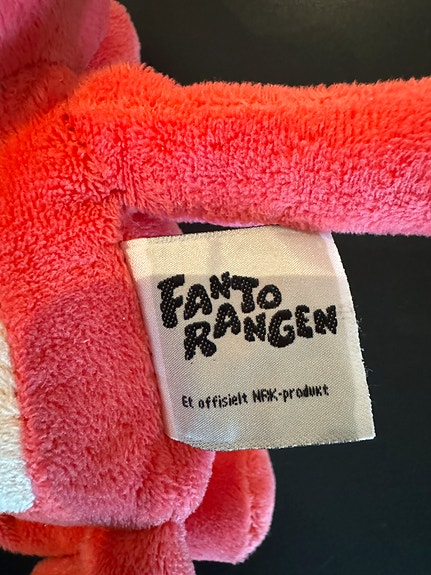 FANTO
RANGEN
Et offisielt NRK-produkt